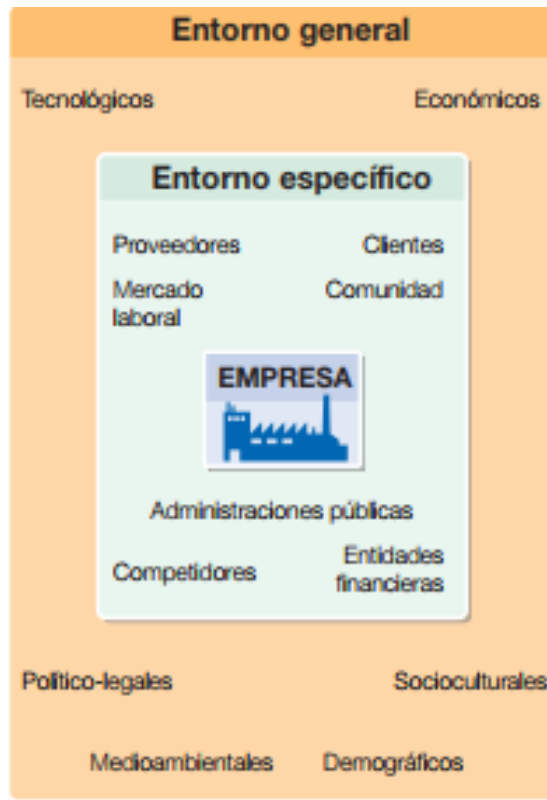 Entorno general
Tecnológicos Económicos
Entorno específico
Proveedores Clientes
Mercado laboral Comunidad
EMPRESA
Administraciones públicas
Competidores Entidades financieras
Político-legales Socioculturales
Medioambientales Demográficos